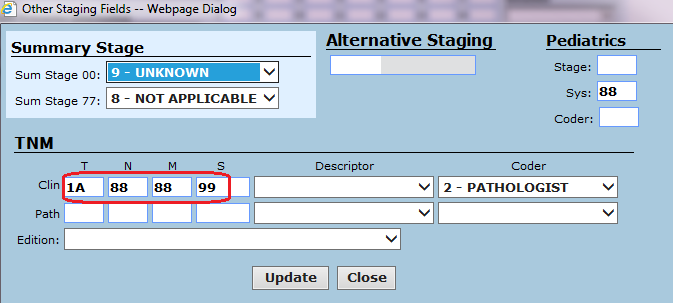 Other Staging Fields -- Webpage Dialog
Summary Stage
Sum Stage 00: 9 - UNKNOWN
Sum Stage 77: 8 - NOT APPLICABLE
Alternative Staging
Pediatrics
Stage:
Sys: 88
Coder:
TNM
T N M S Descriptor Coder
Clin 1A 88 88 99 2 - PATHOLOGIST
Path
Edition:
Update Close